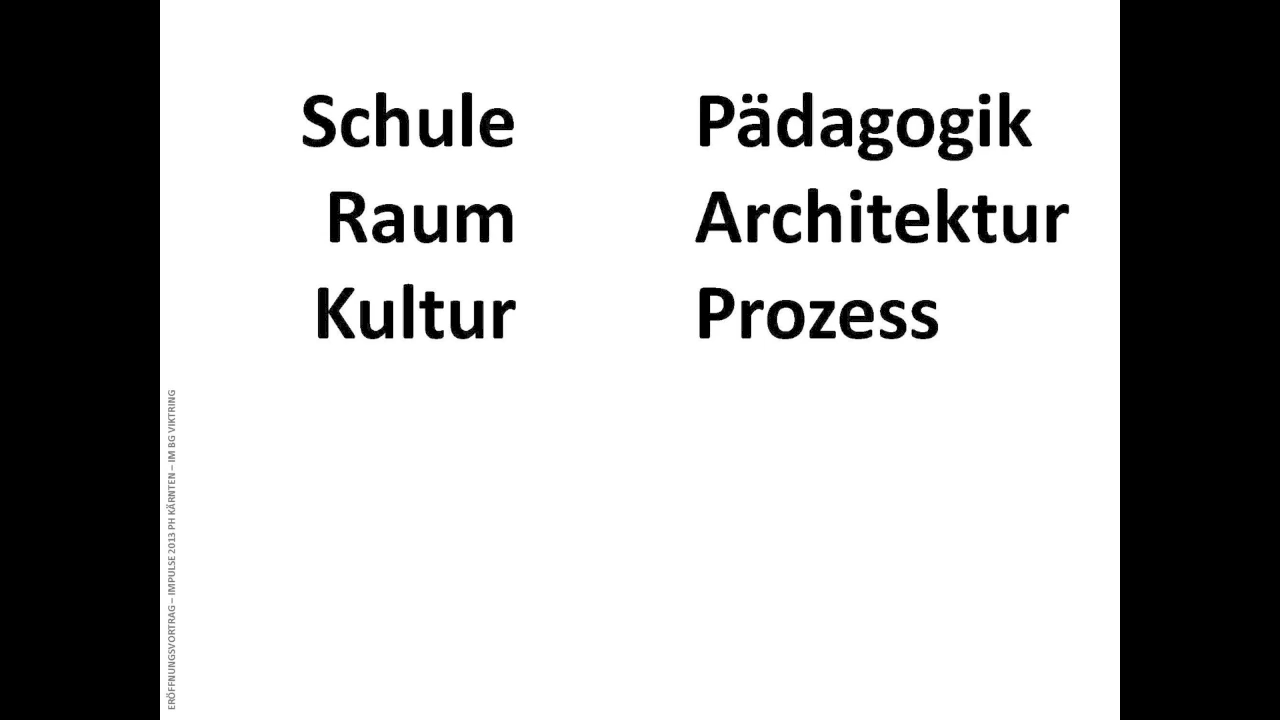 Schule Pädagogik
Raum Architektur
Kultur Prozess
ERÖFFNUNGSVORTRAG – IMPULSE 2013 PH KÄRNTEN – IM BG VIKTRING